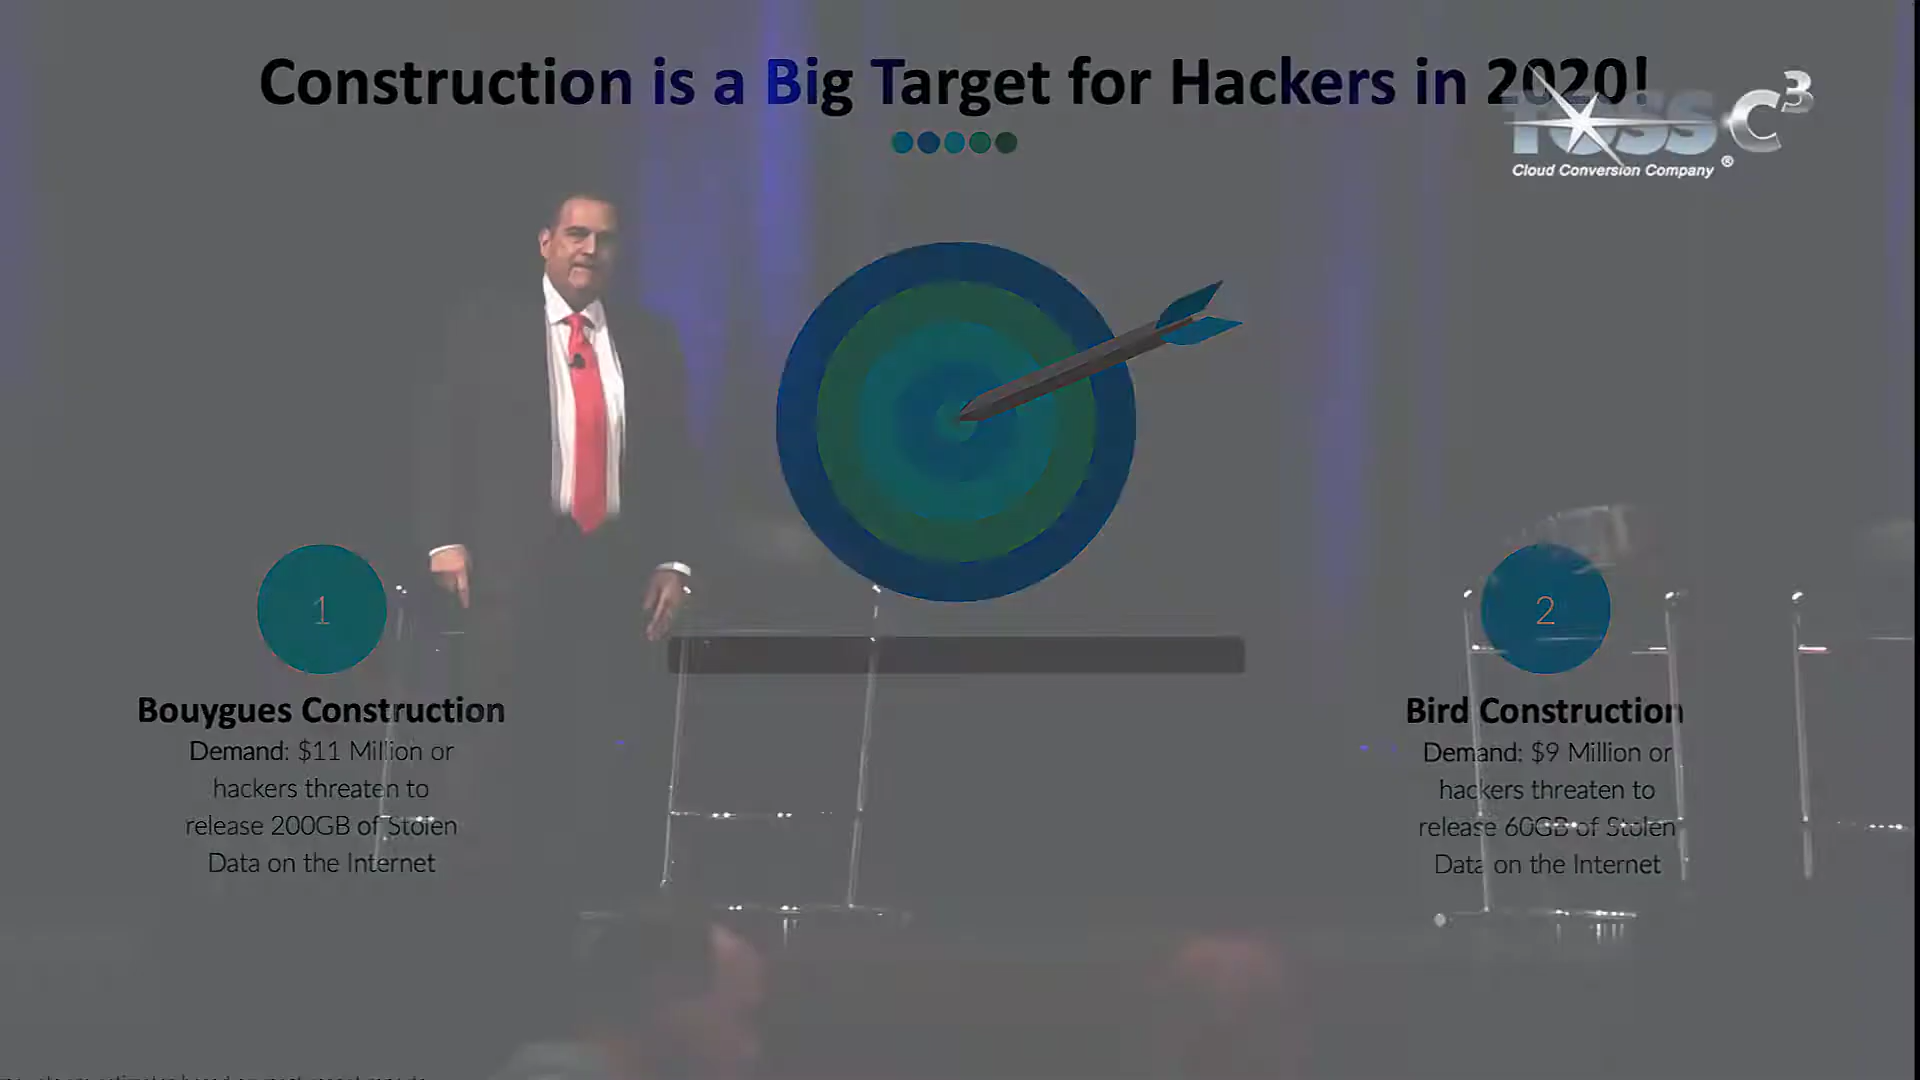 Construction is a Big Target for Hackers in 2020!
TOSS C3
Cloud Conversion Company ®
1
Bouygues Construction
Demand: $11 Million or
hackers threaten to
release 200GB of Stolen
Data on the Internet
2
Bird Construction
Demand: $9 Million or
hackers threaten to
release 60GB of Stolen
Data on the Internet